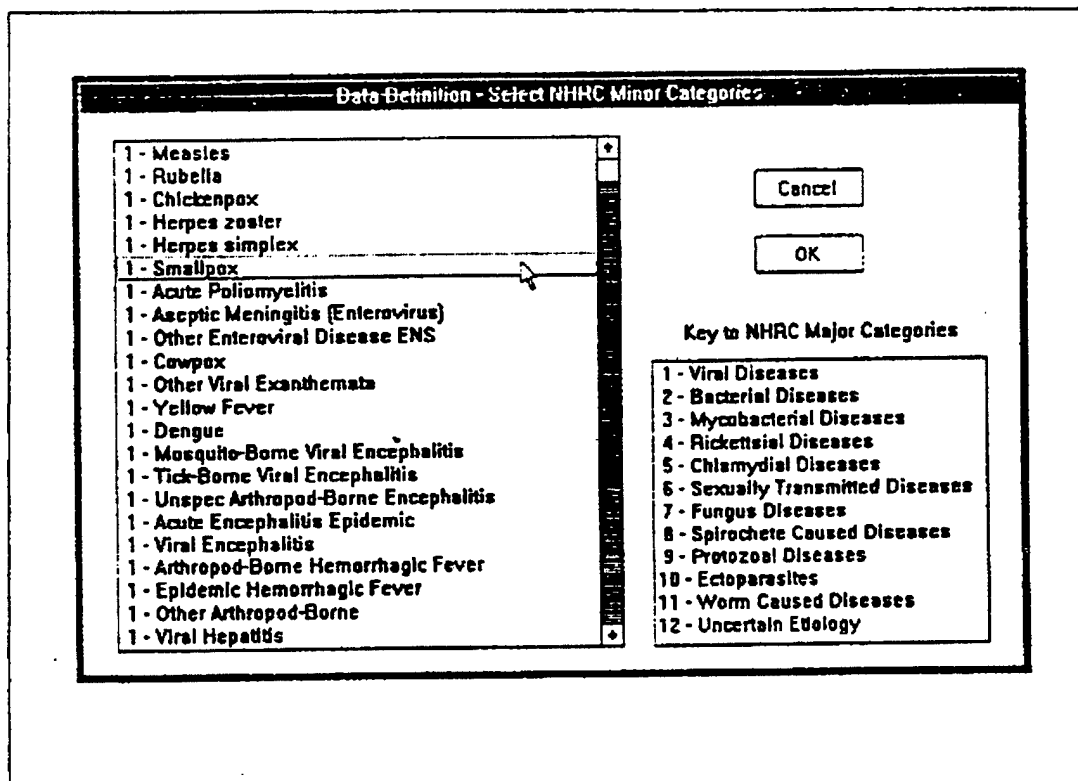 Data Definition - Select NHRC Minor Categories
1 - Measles
1 - Rubella
1 - Chickenpox
1 - Herpes zoster
1 - Herpes simplex
1 - Smallpox
1 - Acute Poliomyelitis
1 - Aseptic Meningitis (Enterovirus)
1 - Other Enteroviral Disease ENS
1 - Cowpox
1 - Other Viral Exanthemata
1 - Yellow Fever
1 - Dengue
1 - Mosquito-Borne Viral Encephalitis
1 - Tick-Borne Viral Encephalitis
1 - Unspec Arthropod-Borne Encephalitis
1 - Acute Encephalitis Epidemic
1 - Viral Encephalitis
1 - Arthropod-Borne Hemorrhagic Fever
1 - Epidemic Hemorrhagic Fever
1 - Other Arthropod-Borne
1 - Viral Hepatitis
Cancel
OK
Key to NHRC Major Categories
1 - Viral Diseases
2 - Bacterial Diseases
3 - Mycobacterial Diseases
4 - Rickettsial Diseases
5 - Chlamydial Diseases
6 - Sexually Transmitted Diseases
7 - Fungus Diseases
8 - Spirochete Caused Diseases
9 - Protozoal Diseases
10 - Ectoparasites
11 - Worm Caused Diseases
12 - Uncertain Etiology